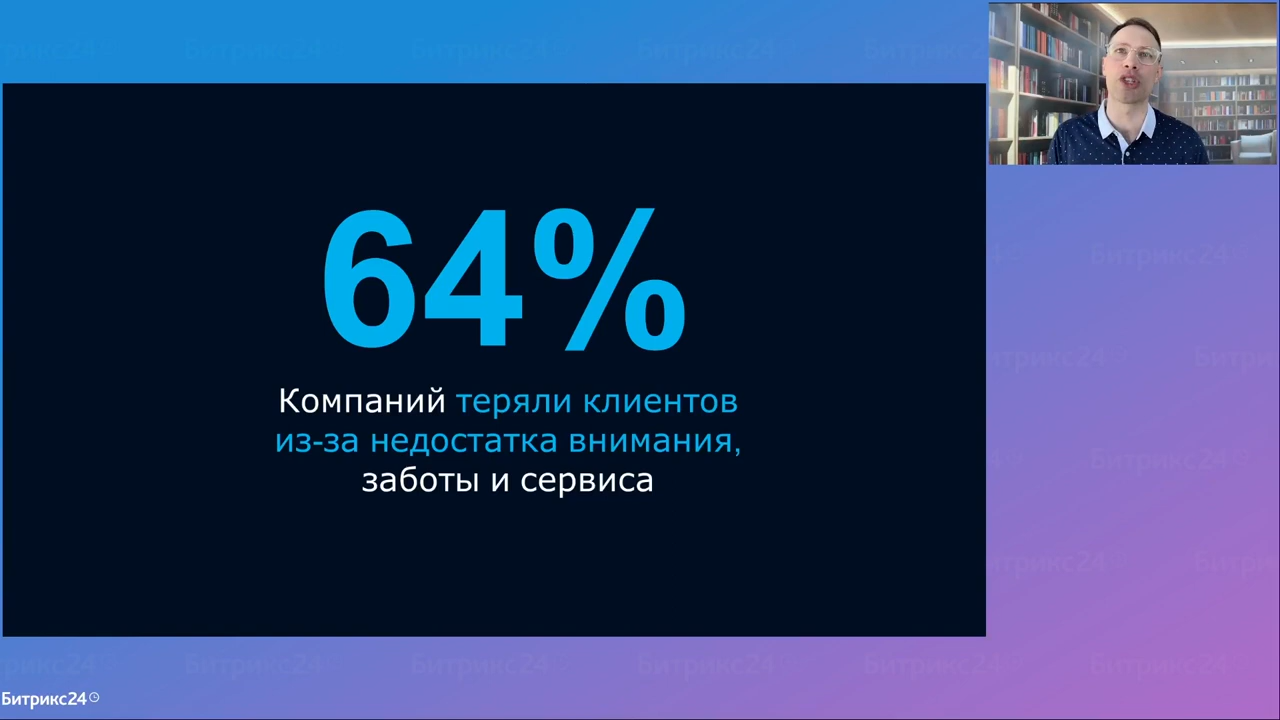 64%
Компаний теряли клиентов
из-за недостатка внимания,
заботы и сервиса
Битрикс24